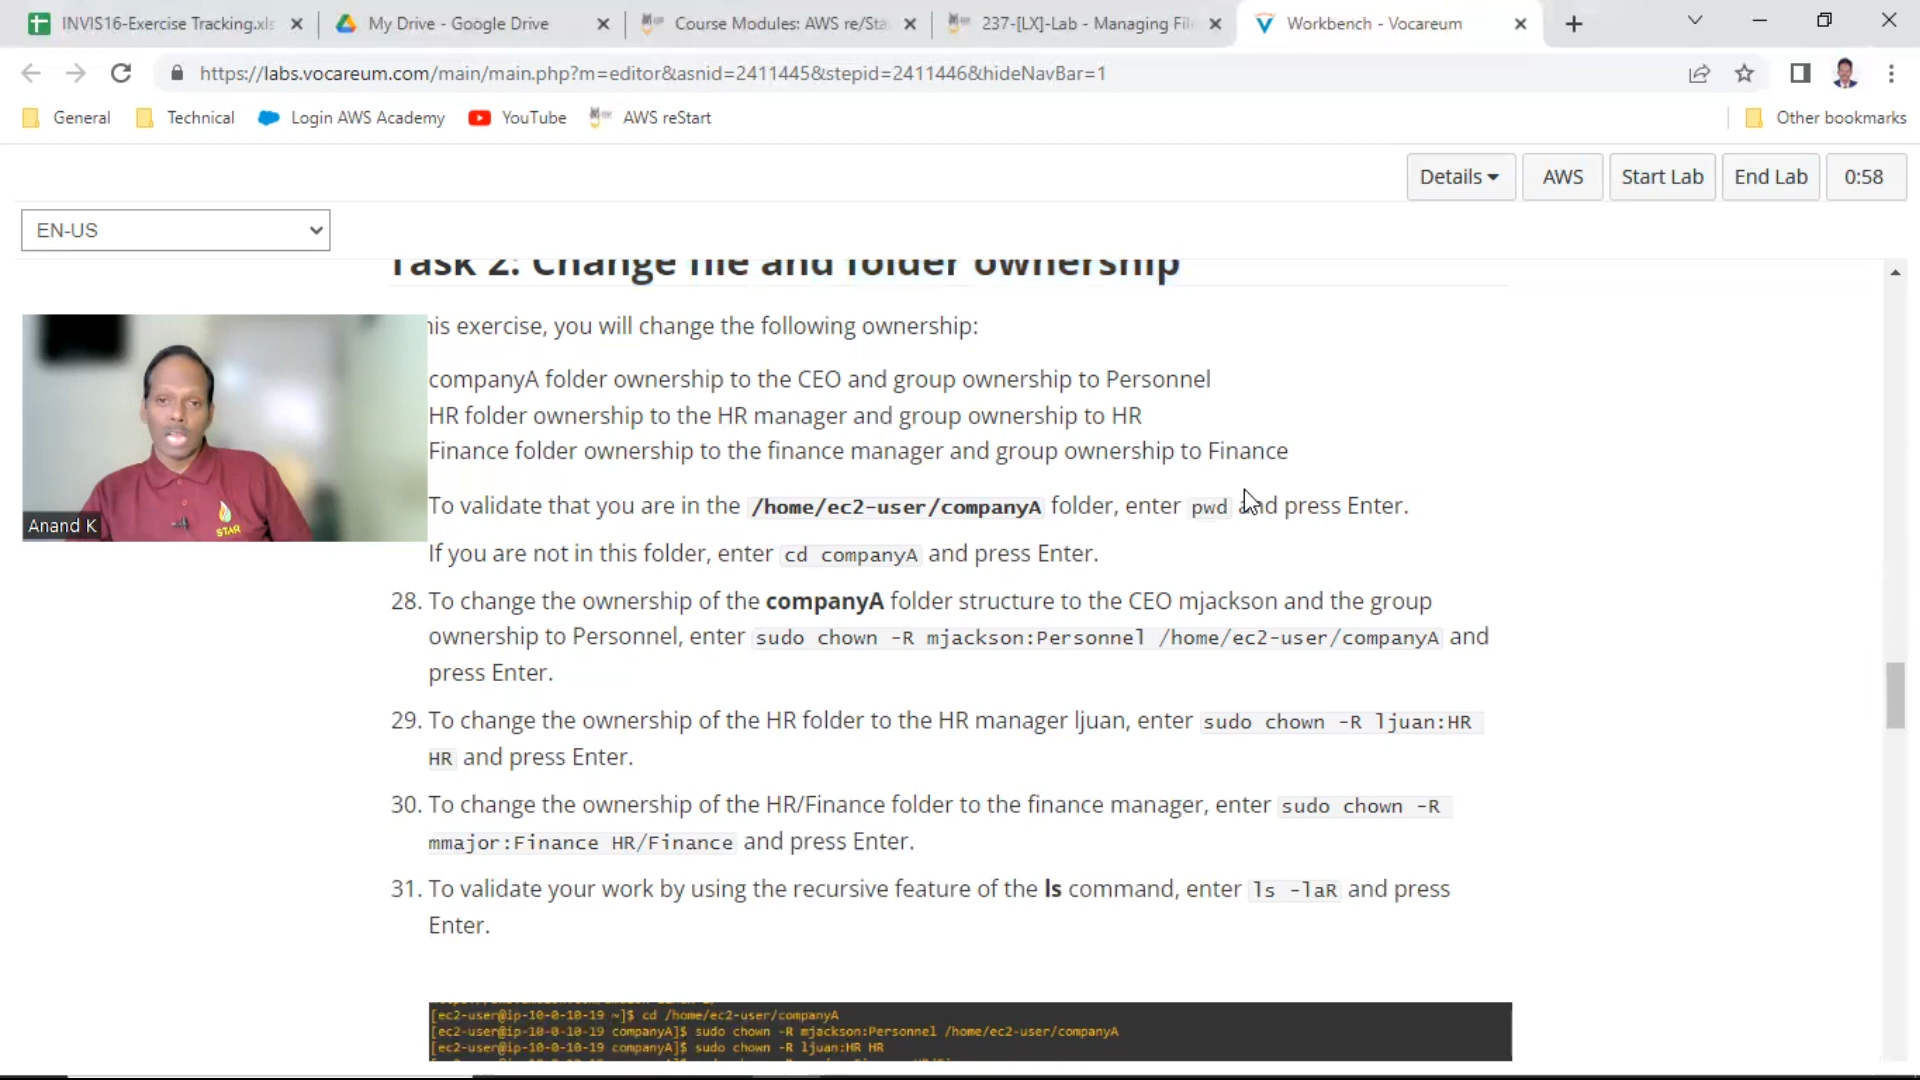 INVIS16-Exercise Tracking.xls
My Drive - Google Drive
Course Modules: AWS re/Sta
237-[LX]-Lab - Managing Fil
Workbench - Vocareum
https://labs.vocareum.com/main/main.php?m=editor&asnid=2411445&stepid=2411446&hideNavBar=1
General
Technical
Login AWS Academy
YouTube
AWS reStart
Other bookmarks
Details
AWS
Start Lab
End Lab
0:58
EN-US
Task 2: Change file and folder ownership
his exercise, you will change the following ownership:
companyA folder ownership to the CEO and group ownership to Personnel
HR folder ownership to the HR manager and group ownership to HR
Finance folder ownership to the finance manager and group ownership to Finance
To validate that you are in the /home/ec2-user/companyA folder, enter pwd and press Enter.
If you are not in this folder, enter cd companyA and press Enter.
28. To change the ownership of the companyA folder structure to the CEO mjackson and the group
ownership to Personnel, enter sudo chown -R mjackson:Personnel /home/ec2-user/companyA and
press Enter.
29. To change the ownership of the HR folder to the HR manager ljuan, enter sudo chown -R ljuan:HR
HR and press Enter.
30. To change the ownership of the HR/Finance folder to the finance manager, enter sudo chown -R
mmajor:Finance HR/Finance and press Enter.
31. To validate your work by using the recursive feature of the ls command, enter ls -laR and press
Enter.
[ec2-user@ip-10-0-10-19 ~]$ cd /home/ec2-user/companyA
[ec2-user@ip-10-0-10-19 companyA]$ sudo chown -R mjackson:Personnel /home/ec2-user/companyA
[ec2-user@ip-10-0-10-19 companyA]$ sudo chown -R ljuan:HR HR
STAR
Anand K